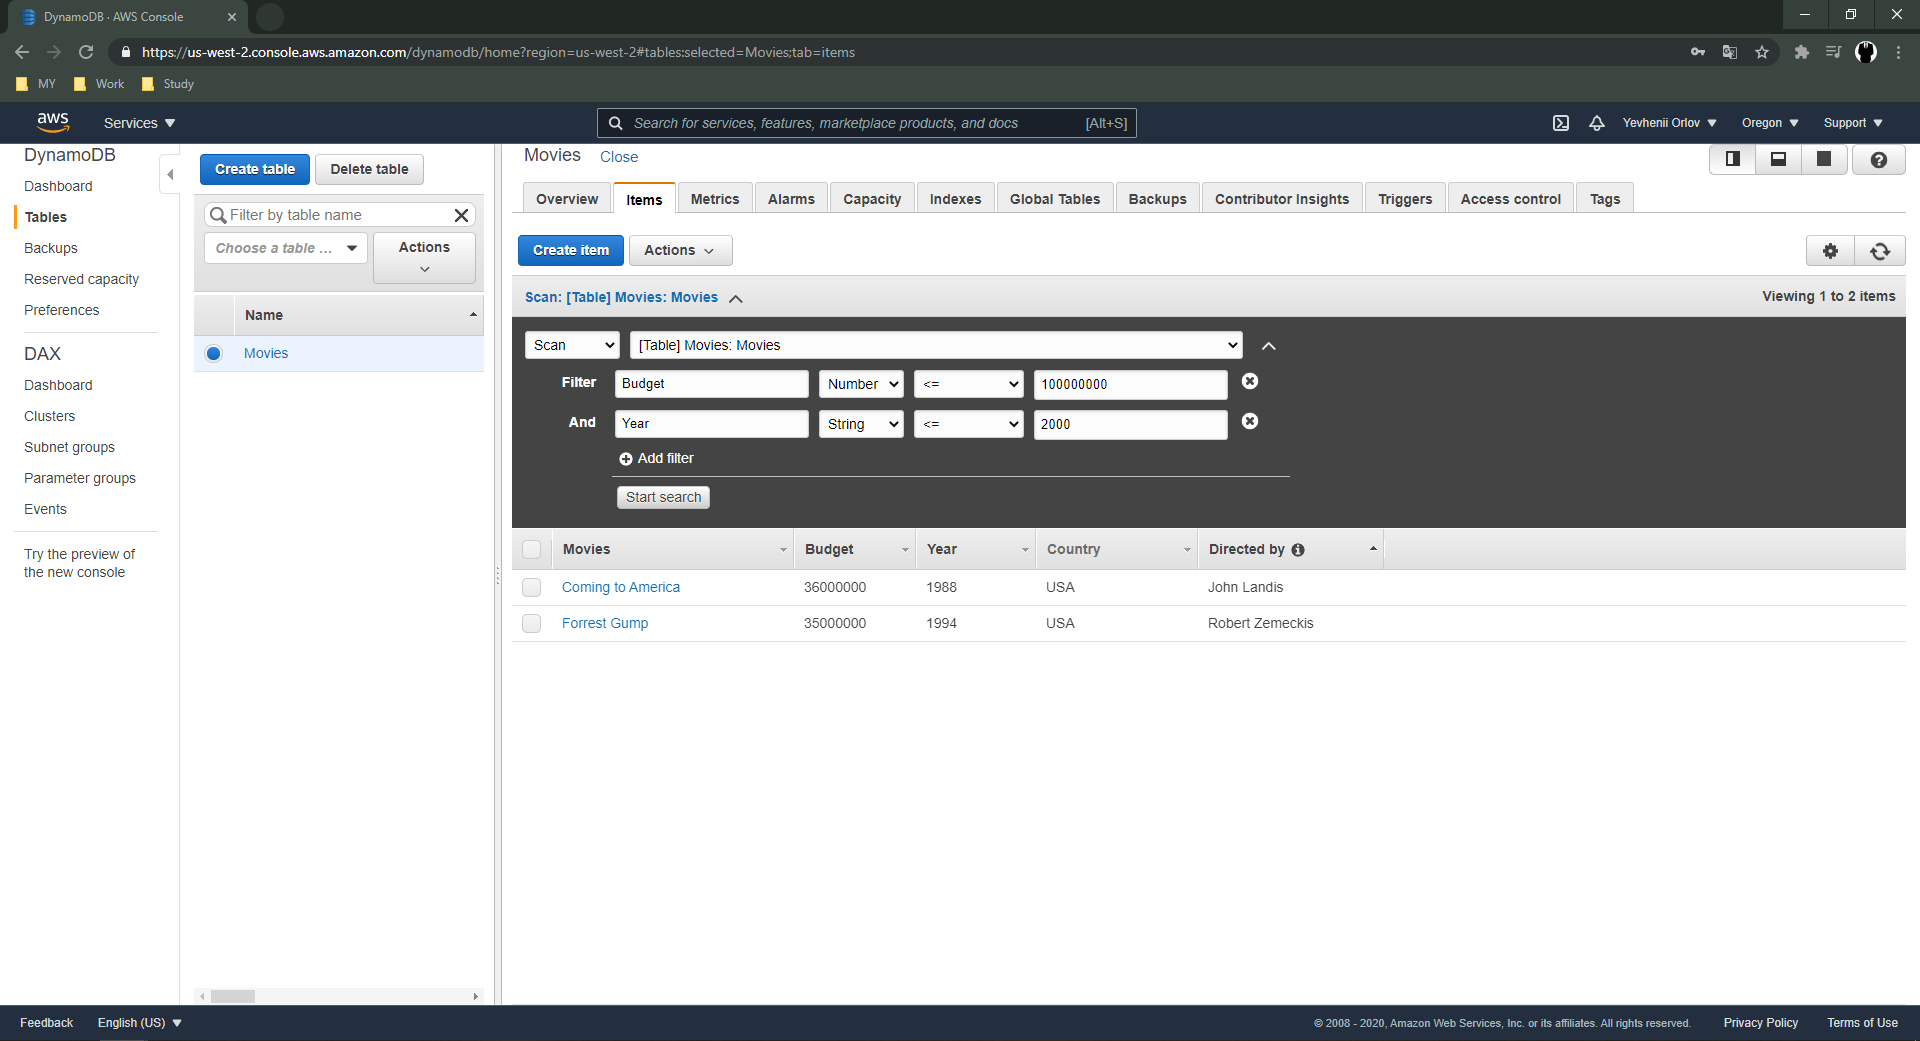 DynamoDB · AWS Console
https://us-west-2.console.aws.amazon.com/dynamodb/home?region=us-west-2#tables:selected=Movies;tab=items
MY Work Study
aws Services Search for services, features, marketplace products, and docs [Alt+S] Yevhenii Orlov Oregon Support
DynamoDB
Dashboard
Tables
Backups
Reserved capacity
Preferences
DAX
Dashboard
Clusters
Subnet groups
Parameter groups
Events
Try the preview of
the new console
Create table Delete table
Filter by table name
Choose a table ... Actions
Name
Movies
Movies Close
Overview Items Metrics Alarms Capacity Indexes Global Tables Backups Contributor Insights Triggers Access control Tags
Create item Actions
Scan: [Table] Movies: Movies Viewing 1 to 2 items
Scan [Table] Movies: Movies
Filter Budget Number <= 100000000
And Year String <= 2000
Add filter
Start search
Movies Budget Year Country Directed by
Coming to America 36000000 1988 USA John Landis
Forrest Gump 35000000 1994 USA Robert Zemeckis
Feedback English (US) © 2008 - 2020, Amazon Web Services, Inc. or its affiliates. All rights reserved. Privacy Policy Terms of Use